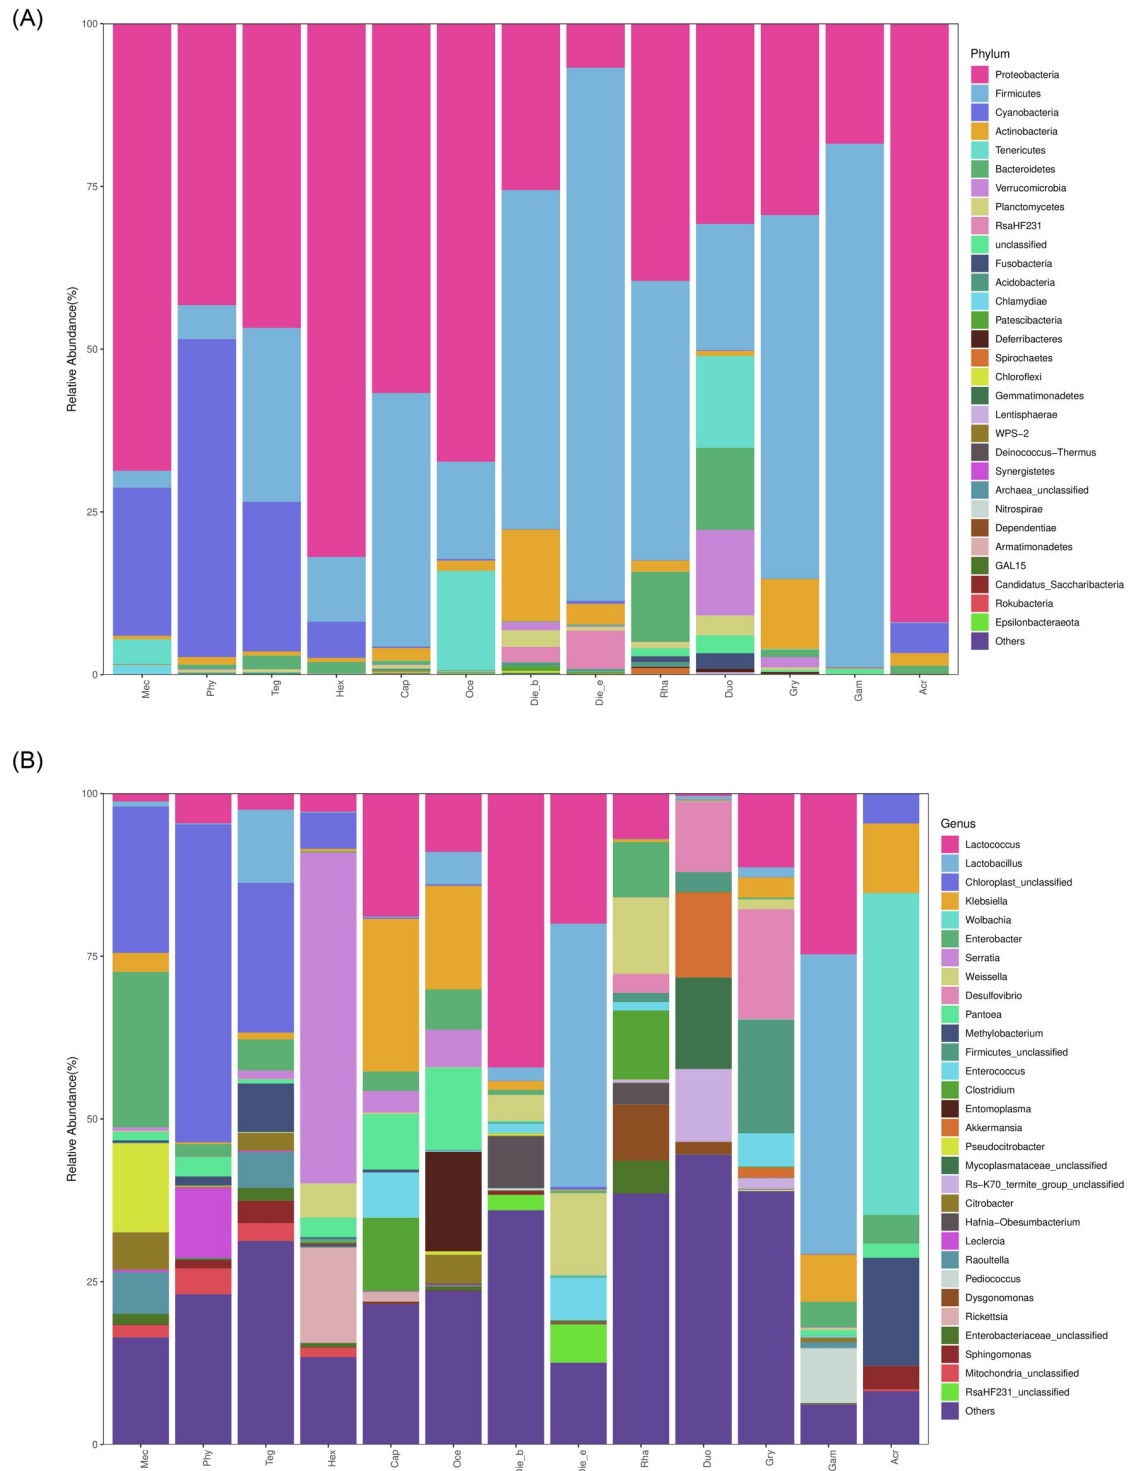 (A)
100
75
50
25
0
Relative Abundance(%)
Mec
Phy
Teg
Hex
Cap
Oce
Die_b
Die_e
Rha
Duo
Gry
Gam
Acr
Phylum
Proteobacteria
Firmicutes
Cyanobacteria
Actinobacteria
Tenericutes
Bacteroidetes
Verrucomicrobia
Planctomycetes
RsaHF231
unclassified
Fusobacteria
Acidobacteria
Chlamydiae
Patescibacteria
Deferribacteres
Spirochaetes
Chloroflexi
Gemmatimonadetes
Lentisphaerae
WPS−2
Deinococcus−Thermus
Synergistetes
Archaea_unclassified
Nitrospirae
Dependentiae
Armatimonadetes
GAL15
Candidatus_Saccharibacteria
Rokubacteria
Epsilonbacteraeota
Others
(B)
100
75
50
25
0
Relative Abundance(%)
Mec
Phy
Teg
Hex
Cap
Oce
Die_b
Die_e
Rha
Duo
Gry
Gam
Acr
Genus
Lactococcus
Lactobacillus
Chloroplast_unclassified
Klebsiella
Wolbachia
Enterobacter
Serratia
Weissella
Desulfovibrio
Pantoea
Methylobacterium
Firmicutes_unclassified
Enterococcus
Clostridium
Entomoplasma
Akkermansia
Pseudocitrobacter
Mycoplasmataceae_unclassified
Rs−K70_termite_group_unclassified
Citrobacter
Hafnia−Obesumbacterium
Leclercia
Raoultella
Pediococcus
Dysgonomonas
Rickettsia
Enterobacteriaceae_unclassified
Sphingomonas
Mitochondria_unclassified
RsaHF231_unclassified
Others